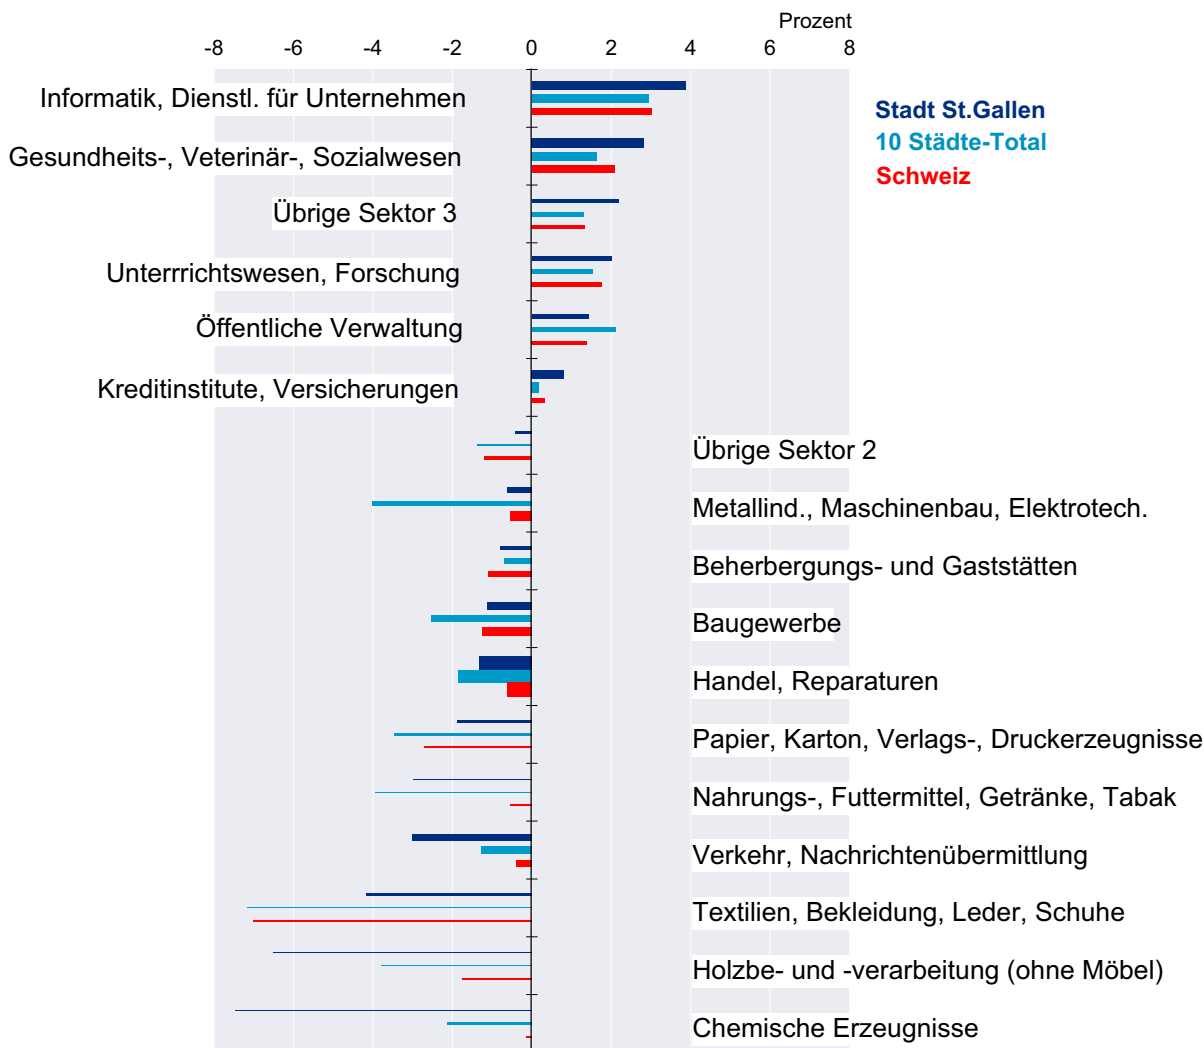 Prozent
-8 -6 -4 -2 0 2 4 6 8
Informatik, Dienstl. für Unternehmen
Stadt St.Gallen
10 Städte-Total
Schweiz
Gesundheits-, Veterinär-, Sozialwesen
Übrige Sektor 3
Unterrrichtswesen, Forschung
Öffentliche Verwaltung
Kreditinstitute, Versicherungen
Übrige Sektor 2
Metallind., Maschinenbau, Elektrotech.
Beherbergungs- und Gaststätten
Baugewerbe
Handel, Reparaturen
Papier, Karton, Verlags-, Druckerzeugnisse
Nahrungs-, Futtermittel, Getränke, Tabak
Verkehr, Nachrichtenübermittlung
Textilien, Bekleidung, Leder, Schuhe
Holzbe- und -verarbeitung (ohne Möbel)
Chemische Erzeugnisse